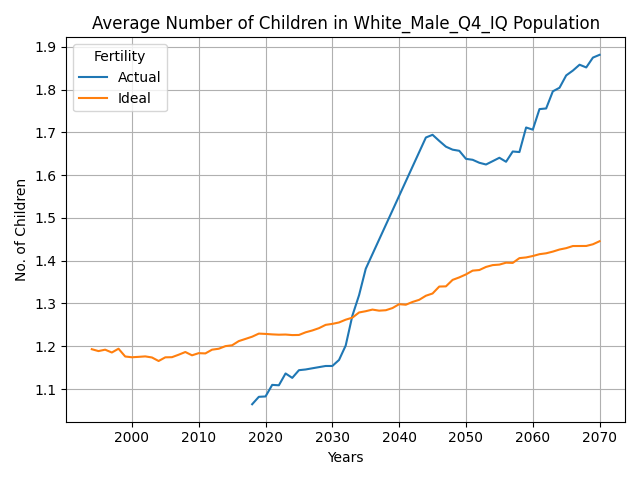 Average Number of Children in White_Male_Q4_IQ Population
Fertility
Actual
Ideal
No. of Children
1.9
1.8
1.7
1.6
1.5
1.4
1.3
1.2
1.1
2000 2010 2020 2030 2040 2050 2060 2070
Years